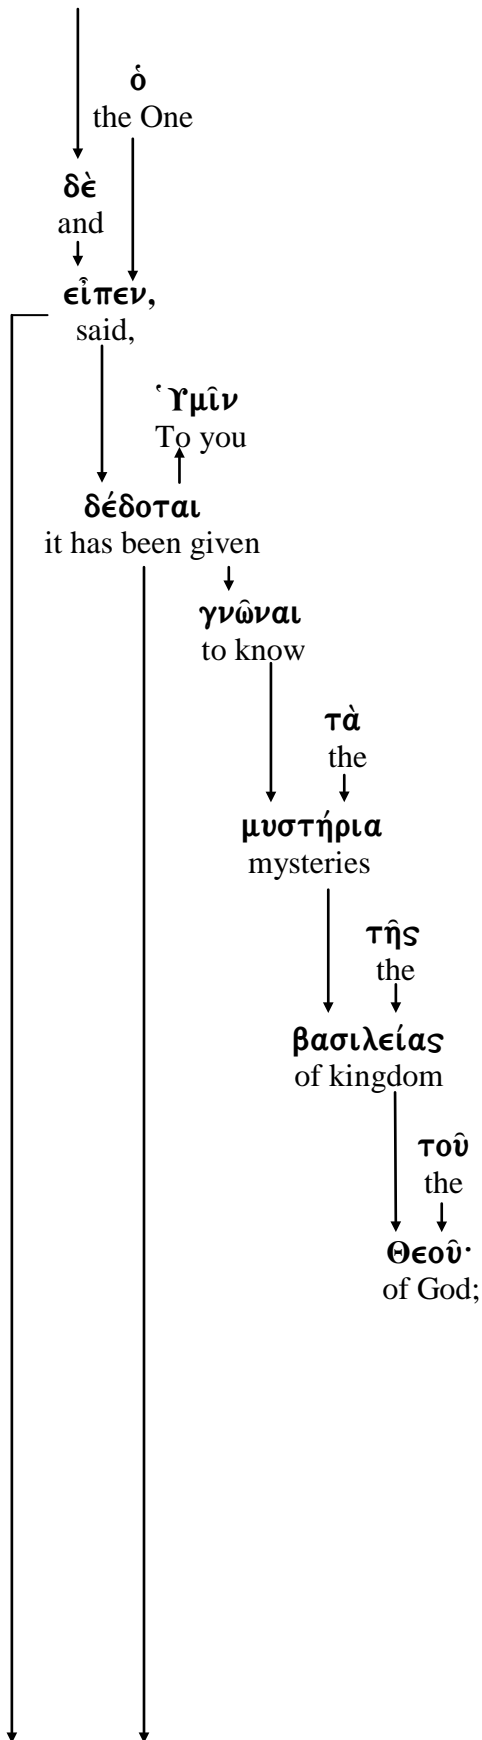 ὁ
the One
δὲ
and
εἶπεν,
said,
Ὑμῖν
To you
δέδοται
it has been given
γνῶναι
to know
τὰ
the
μυστήρια
mysteries
τῆς
the
βασιλείας
of kingdom
τοῦ
the
Θεοῦ·
of God;